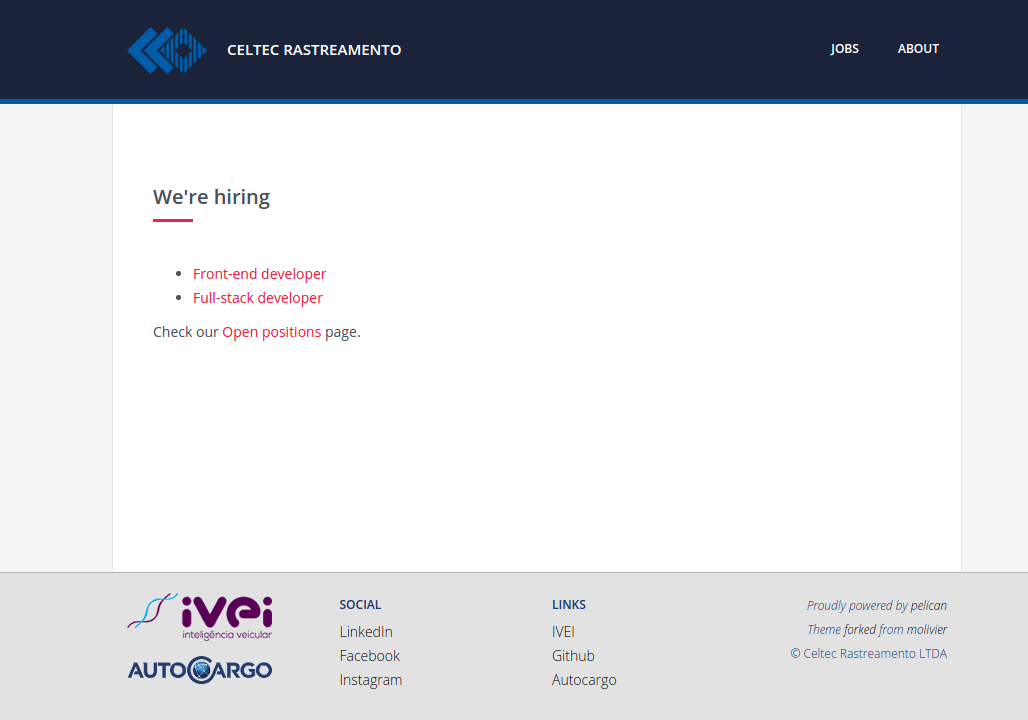 CELTEC RASTREAMENTO
JOBS
ABOUT
We're hiring
Front-end developer
Full-stack developer
Check our Open positions page.
ivei
inteligência veicular
AUTOCARGO
SOCIAL
LinkedIn
Facebook
Instagram
LINKS
IVEI
Github
Autocargo
Proudly powered by pelican
Theme forked from molivier
© Celtec Rastreamento LTDA